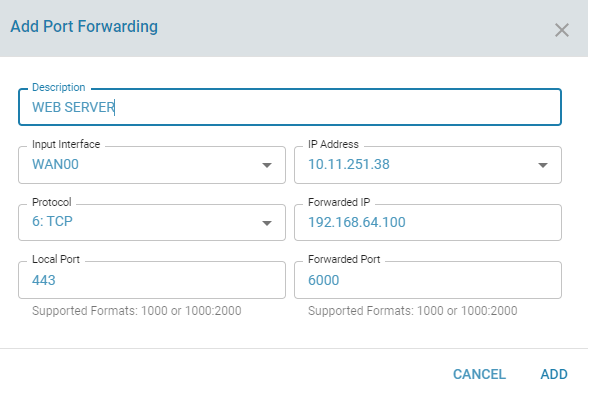 Add Port Forwarding
Description
WEB SERVER
Input Interface
WAN00
IP Address
10.11.251.38
Protocol
6: TCP
Forwarded IP
192.168.64.100
Local Port
443
Supported Formats: 1000 or 1000:2000
Forwarded Port
6000
Supported Formats: 1000 or 1000:2000
CANCEL
ADD